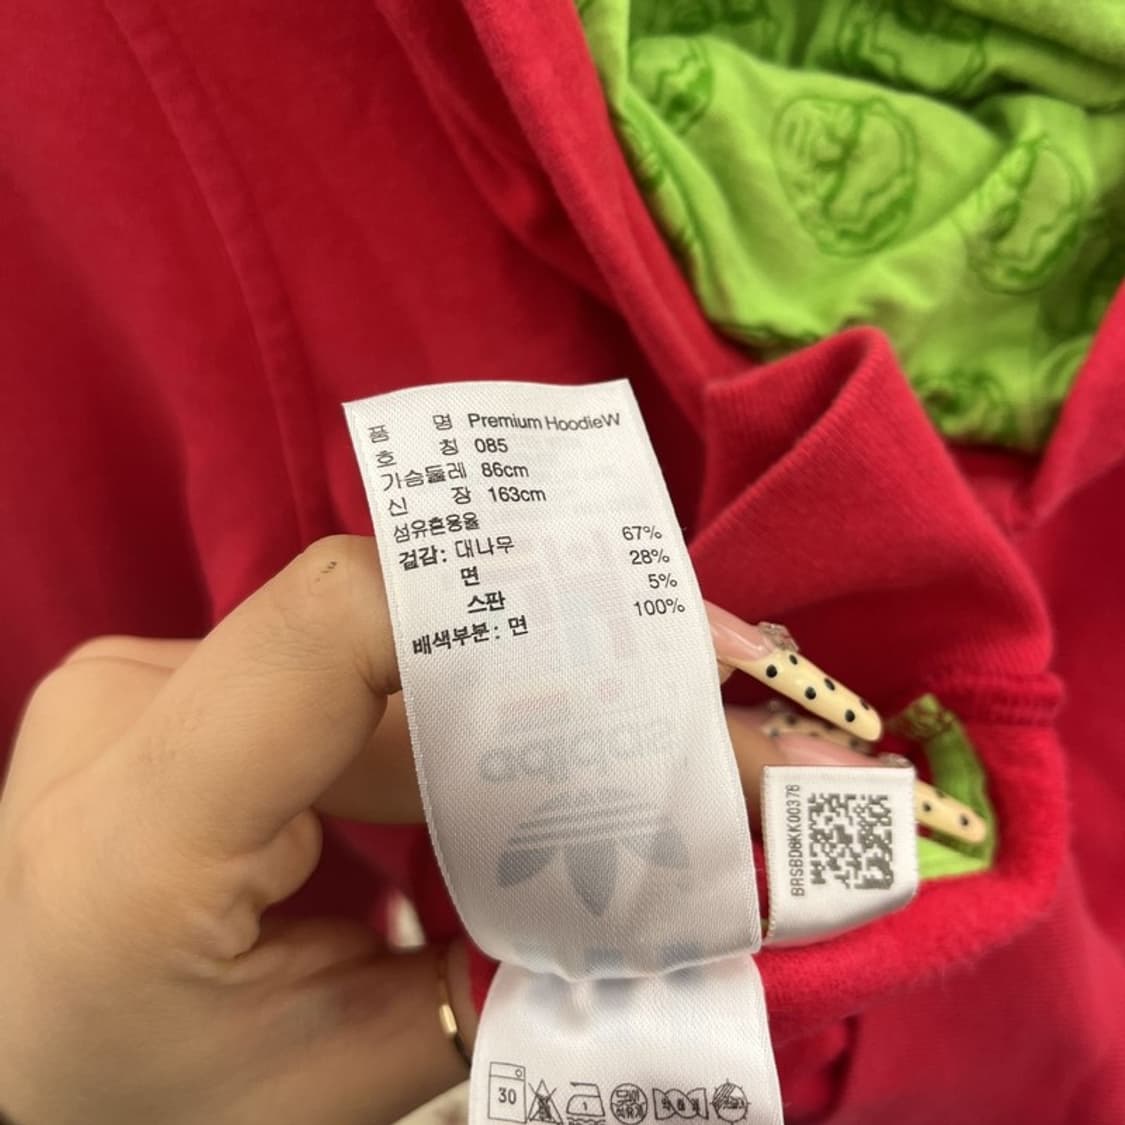 품 명 Premium HoodieW
호 칭 085
가슴둘레 86cm
신 장 163cm
섬유혼용율
겉감: 대나무 67%
면 28%
스판 5%
배색부분: 면 100%
BRSBD8KK00376
30
1